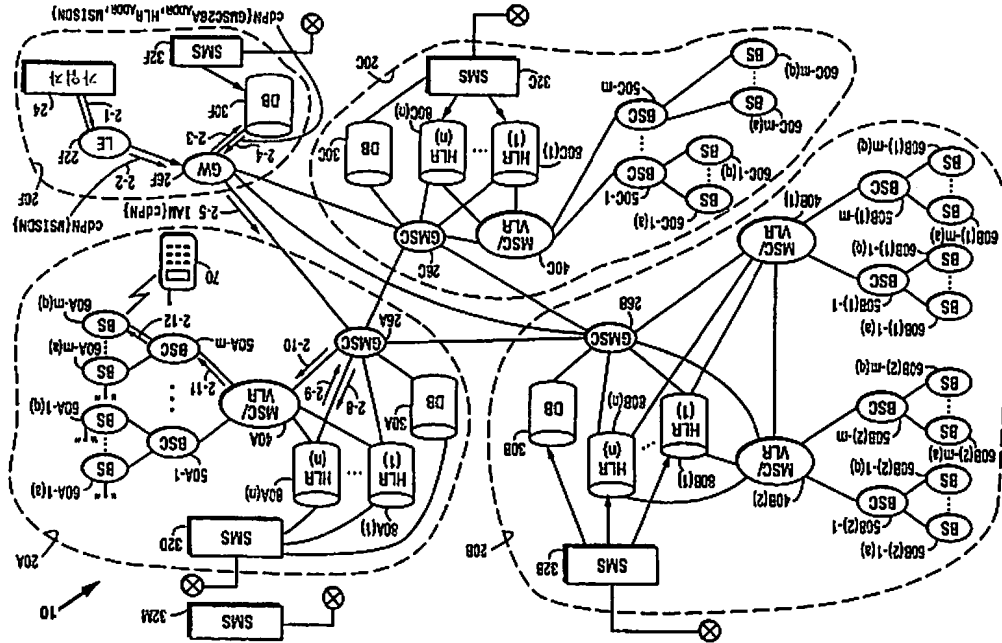 10
32M
SMS
20A
32D
SMS
80A(1)
HLR
(1)
...
80A(n)
HLR
(n)
30A
DB
40A
MSC/
VLR
26A
GMSC
2-8
2-9
2-10
2-11
2-12
50A-1
BSC
50A-m
BSC
60A-1(a)
BS
60A-1(q)
BS
60A-m(a)
BS
60A-m(q)
BS
70
20B
32B
SMS
80B(1)
HLR
(1)
...
80B(n)
HLR
(n)
30B
DB
26B
GMSC
40B(2)
MSC/
VLR
50B(2)-1
BSC
60B(2)-1(a)
BS
60B(2)-1(q)
BS
50B(2)-m
BSC
60B(2)-m(a)
BS
60B(2)-m(q)
BS
40B(1)
MSC/
VLR
50B(1)-1
BSC
60B(1)-1(a)
BS
60B(1)-1(q)
BS
50B(1)-m
BSC
60B(1)-m(a)
BS
60B(1)-m(q)
BS
20C
26C
GMSC
40C
MSC/
VLR
30C
DB
80C(1)
HLR
(1)
...
80C(n)
HLR
(n)
32C
SMS
50C-1
BSC
60C-1(a)
BS
60C-1(q)
BS
50C-m
BSC
60C-m(a)
BS
60C-m(q)
BS
20F
2-5 IAM{cdPN}
cdPN{MSISDN}
26F
GW
2-2
2-3
2-4
22F
LE
2-1
24
가입자
30F
DB
32F
SMS
cdPN{GMSC26AADDR,HLRADDR,MSISDN}